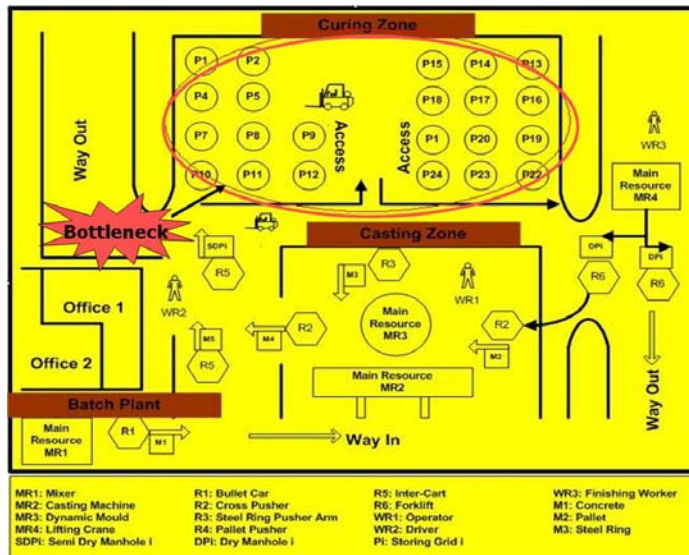 Curing Zone
P1 P2 P15 P14 P13
P4 P5 P18 P17 P16
P7 P8 P9 P1 P20 P19
P10 P11 P12 P24 P23 P22
Access
Access
Way Out
WR3
Main
Resource
MR4
Bottleneck
Casting Zone
SDPi
R5
WR2
M3
R3
WR1
DPi
R6
DPi
R6
Office 1
Office 2
M5
R5
M4
R2
Main
Resource
MR3
R2
M2
Main Resource
MR2
Way Out
Batch Plant
Main
Resource
MR1
R1
M1
Way In
MR1: Mixer R1: Bullet Car R5: Inter-Cart WR3: Finishing Worker
MR2: Casting Machine R2: Cross Pusher R6: Forklift M1: Concrete
MR3: Dynamic Mould R3: Steel Ring Pusher Arm WR1: Operator M2: Pallet
MR4: Lifting Crane R4: Pallet Pusher WR2: Driver M3: Steel Ring
SDPi: Semi Dry Manhole i DPi: Dry Manhole i Pi: Storing Grid i